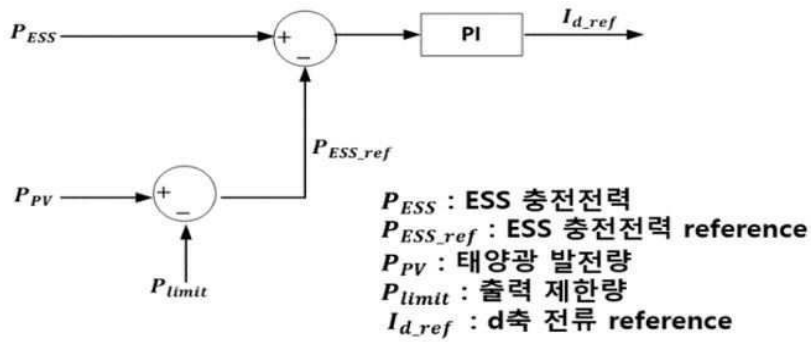 P_ESS
+
−
PI
I_d_ref
P_ESS_ref
P_PV
+
−
P_limit
P_ESS : ESS 충전전력
P_ESS_ref : ESS 충전전력 reference
P_PV : 태양광 발전량
P_limit : 출력 제한량
I_d_ref : d축 전류 reference